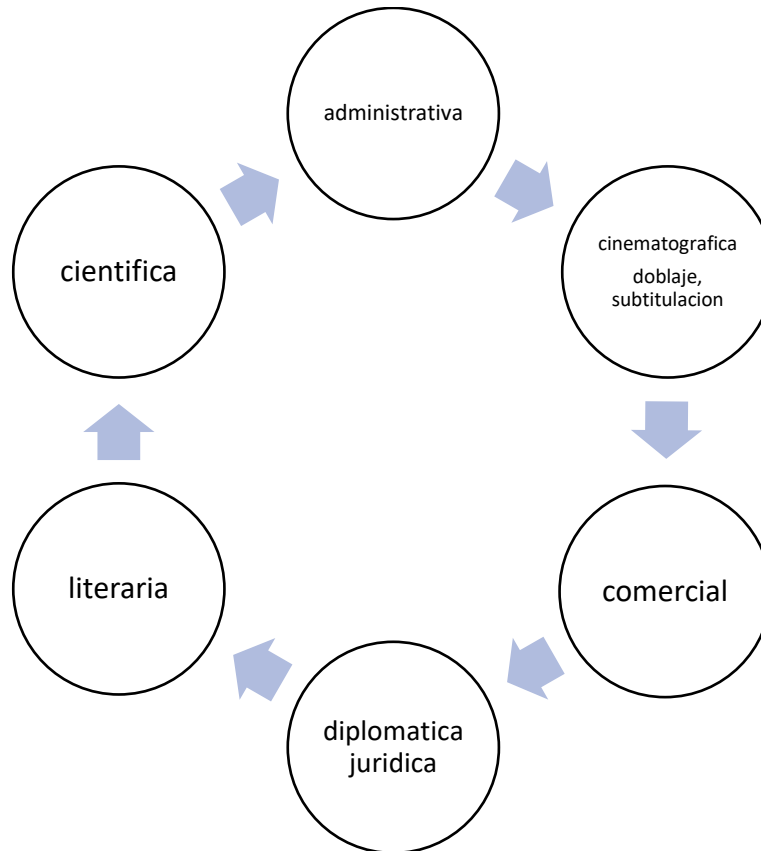 administrativa
cinematografica
doblaje,
subtitulacion
comercial
diplomatica
juridica
literaria
cientifica